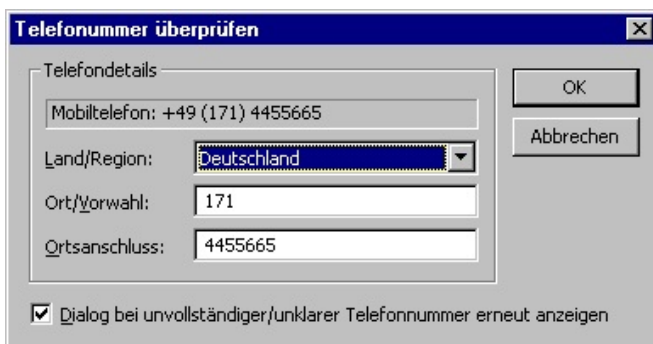 Telefonummer überprüfen
Telefondetails
Mobiltelefon: +49 (171) 4455665
Land/Region: Deutschland
Ort/Vorwahl: 171
Ortsanschluss: 4455665
OK
Abbrechen
Dialog bei unvollständiger/unklarer Telefonnummer erneut anzeigen